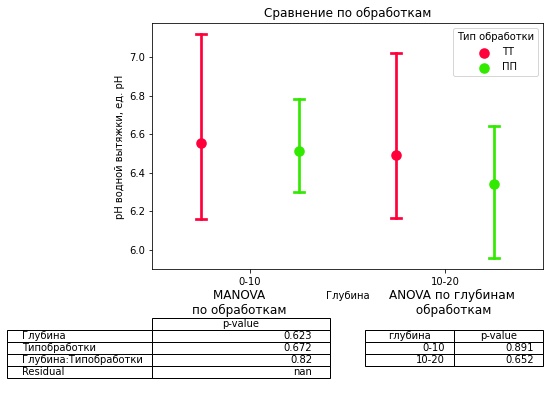 Сравнение по обработкам
Тип обработки
ТТ
ПП
рН водной вытяжки, ед. рН
7.0
6.8
6.6
6.4
6.2
6.0
0-10
10-20
Глубина
MANOVA
по обработкам
p-value
Глубина 0.623
Типобработки 0.672
Глубина:Типобработки 0.82
Residual nan
ANOVA по глубинам
обработкам
глубина p-value
0-10 0.891
10-20 0.652